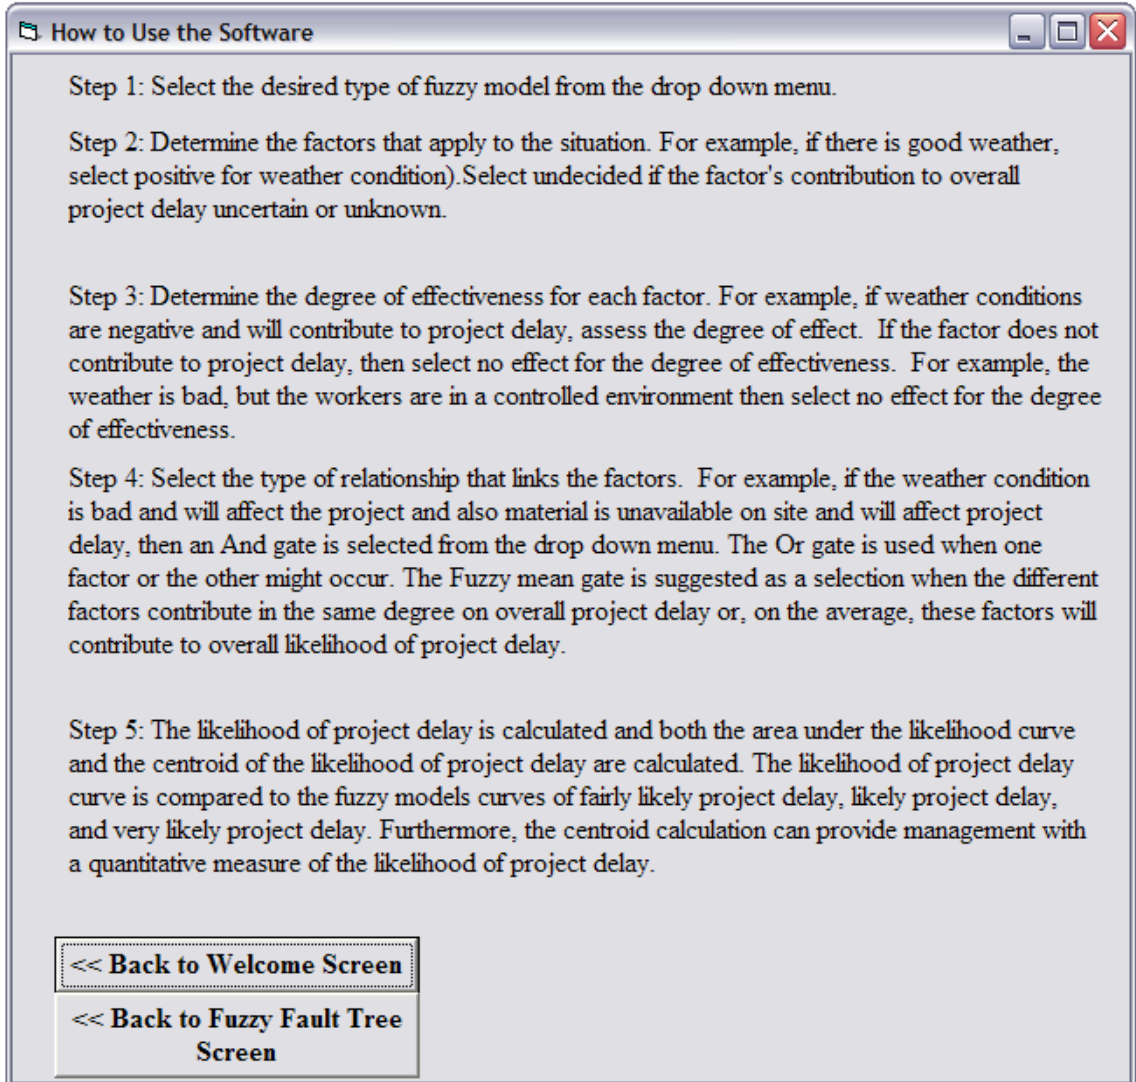 How to Use the Software
Step 1: Select the desired type of fuzzy model from the drop down menu.
Step 2: Determine the factors that apply to the situation. For example, if there is good weather,
select positive for weather condition).Select undecided if the factor's contribution to overall
project delay uncertain or unknown.
Step 3: Determine the degree of effectiveness for each factor. For example, if weather conditions
are negative and will contribute to project delay, assess the degree of effect.  If the factor does not
contribute to project delay, then select no effect for the degree of effectiveness.  For example, the
weather is bad, but the workers are in a controlled environment then select no effect for the degree
of effectiveness.
Step 4: Select the type of relationship that links the factors.  For example, if the weather condition
is bad and will affect the project and also material is unavailable on site and will affect project
delay, then an And gate is selected from the drop down menu. The Or gate is used when one
factor or the other might occur. The Fuzzy mean gate is suggested as a selection when the different
factors contribute in the same degree on overall project delay or, on the average, these factors will
contribute to overall likelihood of project delay.
Step 5: The likelihood of project delay is calculated and both the area under the likelihood curve
and the centroid of the likelihood of project delay are calculated. The likelihood of project delay
curve is compared to the fuzzy models curves of fairly likely project delay, likely project delay,
and very likely project delay. Furthermore, the centroid calculation can provide management with
a quantitative measure of the likelihood of project delay.
<< Back to Welcome Screen
<< Back to Fuzzy Fault Tree
Screen